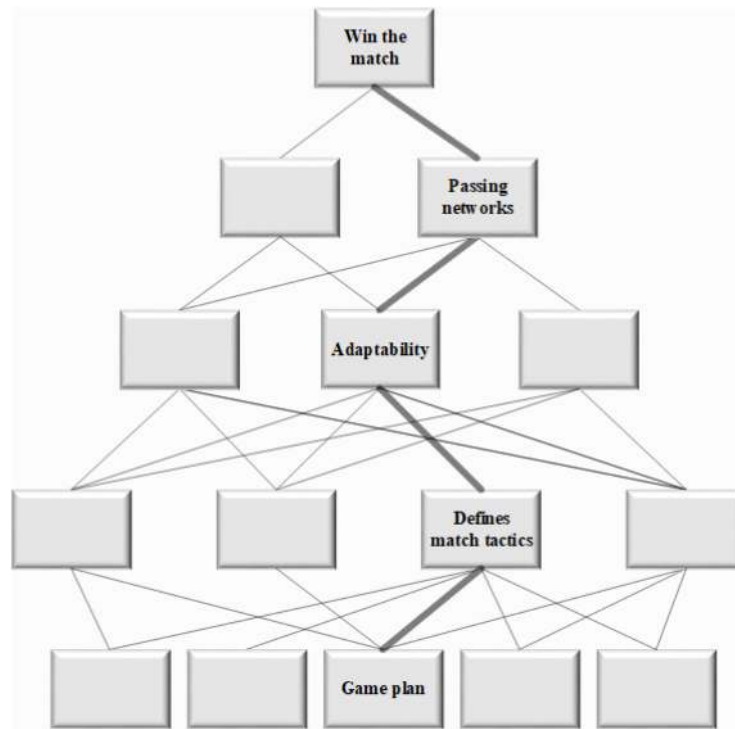 Win the
match
Passing
networks
Adaptability
Defines
match tactics
Game plan